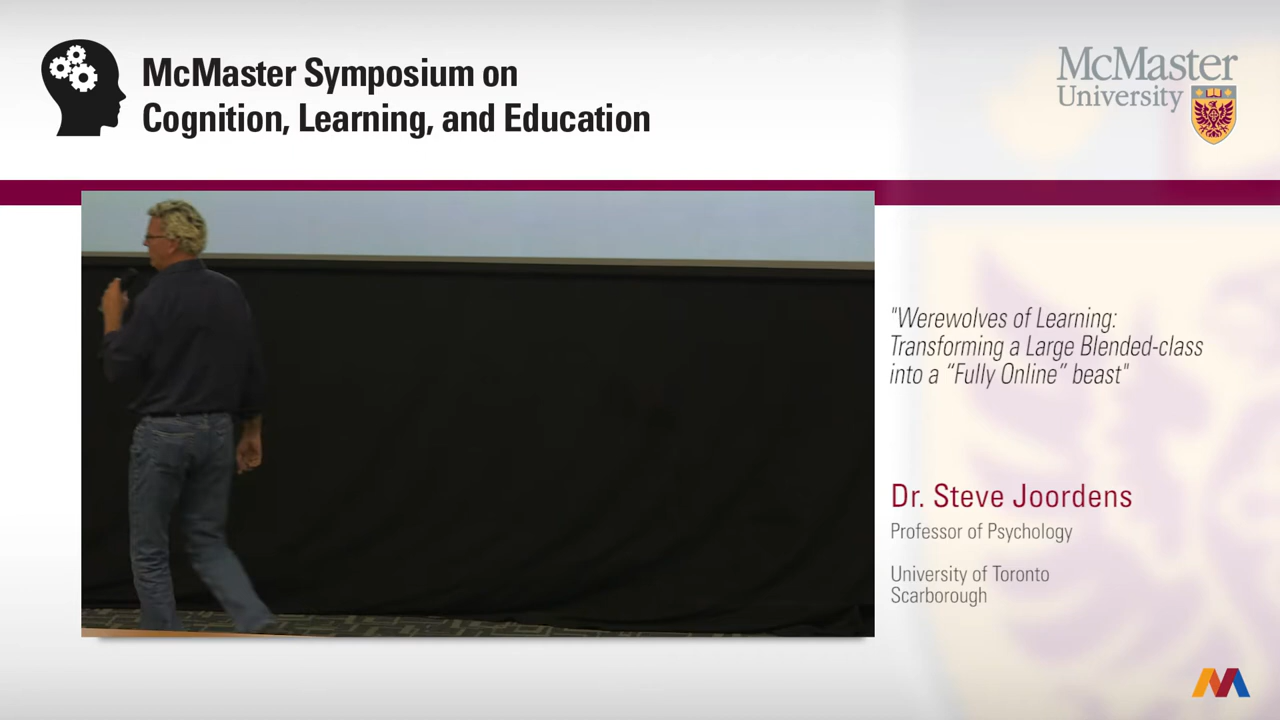 McMaster Symposium on
Cognition, Learning, and Education
McMaster
University
"Werewolves of Learning:
Transforming a Large Blended-class
into a “Fully Online” beast"
Dr. Steve Joordens
Professor of Psychology
University of Toronto
Scarborough